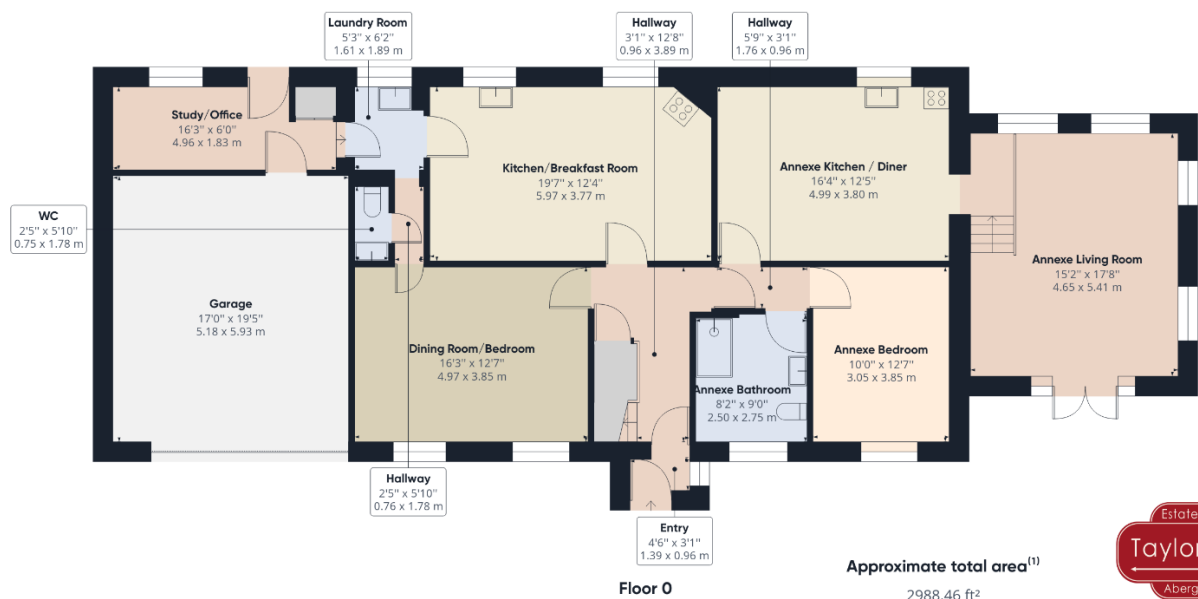 Laundry Room
5'3" x 6'2"
1.61 x 1.89 m
Hallway
3'1" x 12'8"
0.96 x 3.89 m
Hallway
5'9" x 3'1"
1.76 x 0.96 m
Study/Office
16'3" x 6'0"
4.96 x 1.83 m
Kitchen/Breakfast Room
19'7" x 12'4"
5.97 x 3.77 m
Annexe Kitchen / Diner
16'4" x 12'5"
4.99 x 3.80 m
WC
2'5" x 5'10"
0.75 x 1.78 m
Annexe Living Room
15'2" x 17'8"
4.65 x 5.41 m
Garage
17'0" x 19'5"
5.18 x 5.93 m
Dining Room/Bedroom
16'3" x 12'7"
4.97 x 3.85 m
Annexe Bathroom
8'2" x 9'0"
2.50 x 2.75 m
Annexe Bedroom
10'0" x 12'7"
3.05 x 3.85 m
Hallway
2'5" x 5'10"
0.76 x 1.78 m
Entry
4'6" x 3'1"
1.39 x 0.96 m
Floor 0
Approximate total area(1)
2988.46 ft²
Estate
Taylor
Aberg